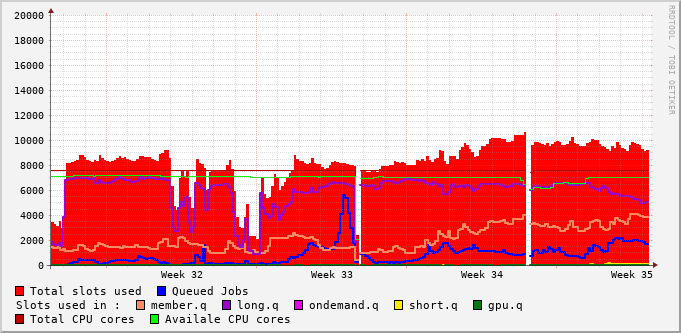 RRDTOOL / TOBI OETIKER
20000
18000
16000
14000
12000
10000
8000
6000
4000
2000
0
Week 32 Week 33 Week 34 Week 35
Total slots used Queued Jobs
Slots used in : member.q long.q ondemand.q short.q gpu.q
Total CPU cores Availale CPU cores